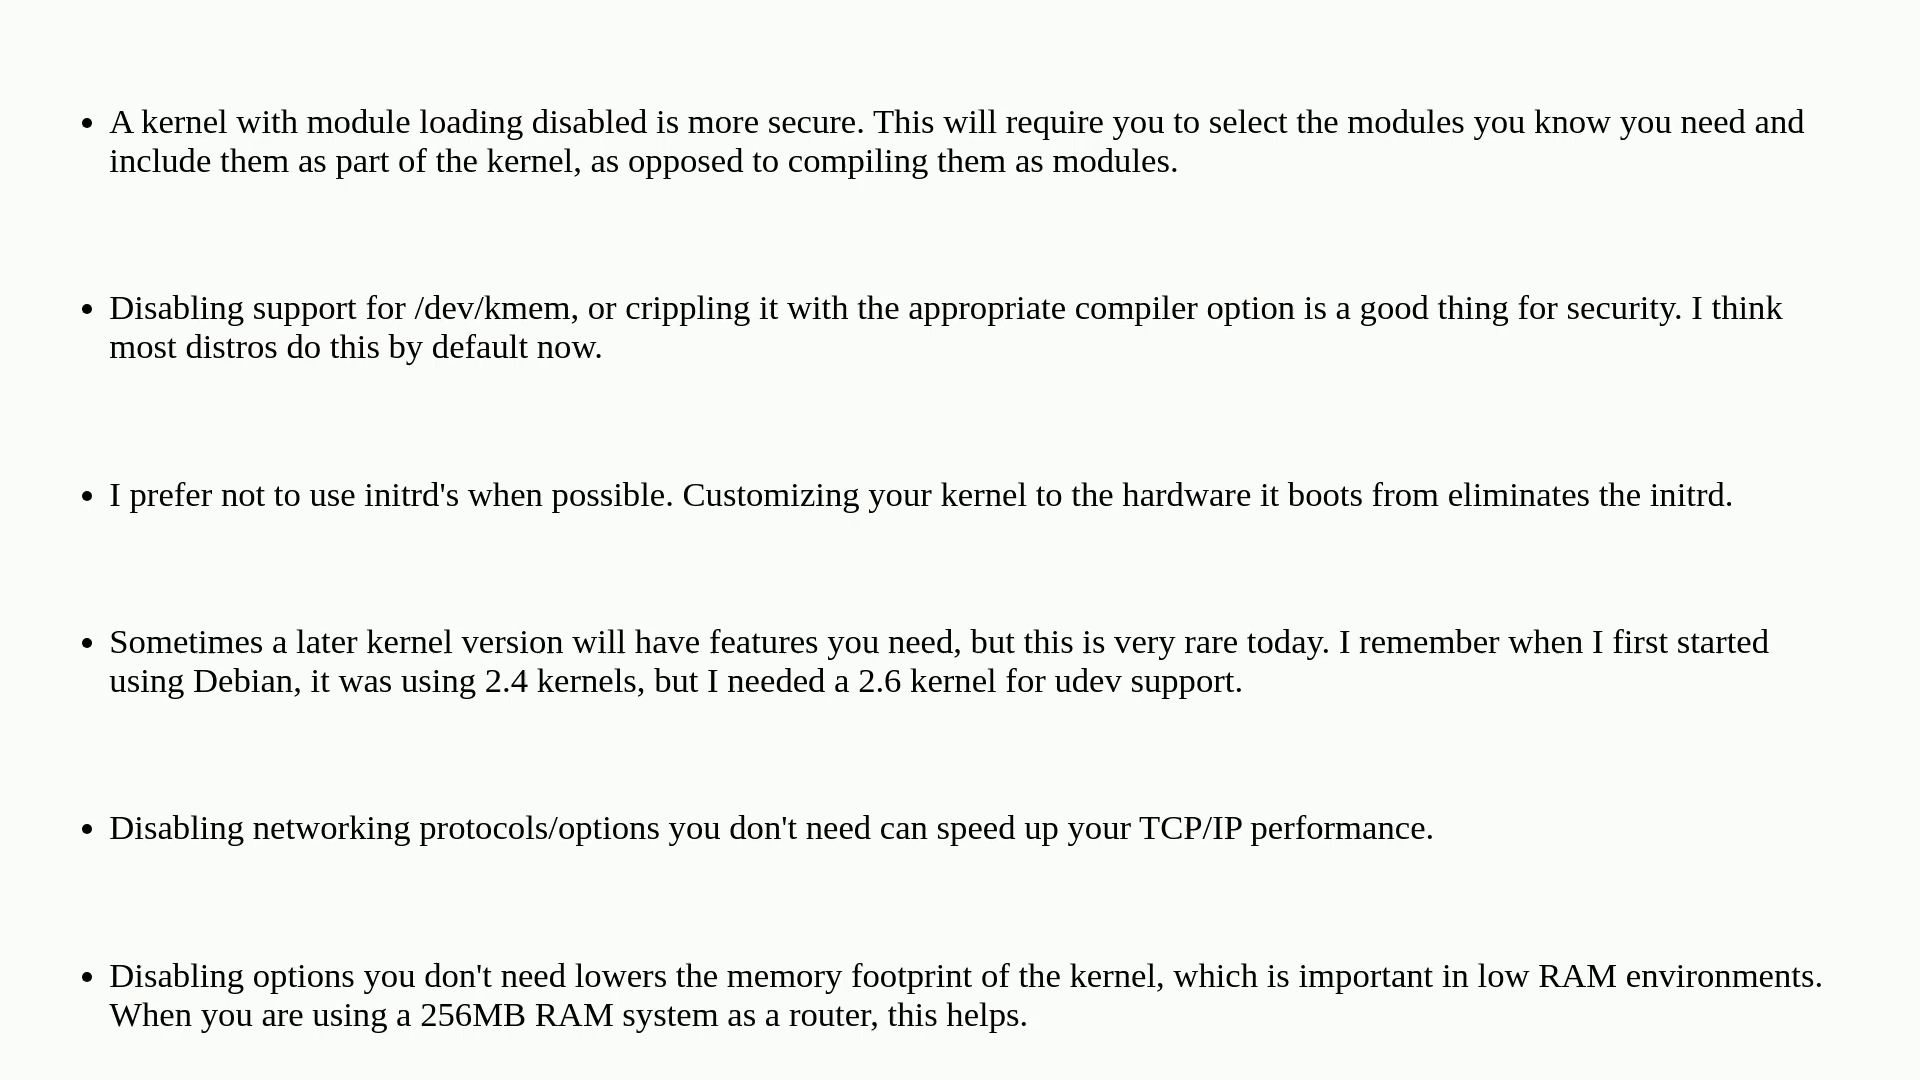 • A kernel with module loading disabled is more secure. This will require you to select the modules you know you need and
include them as part of the kernel, as opposed to compiling them as modules.
• Disabling support for /dev/kmem, or crippling it with the appropriate compiler option is a good thing for security. I think
most distros do this by default now.
• I prefer not to use initrd's when possible. Customizing your kernel to the hardware it boots from eliminates the initrd.
• Sometimes a later kernel version will have features you need, but this is very rare today. I remember when I first started
using Debian, it was using 2.4 kernels, but I needed a 2.6 kernel for udev support.
• Disabling networking protocols/options you don't need can speed up your TCP/IP performance.
• Disabling options you don't need lowers the memory footprint of the kernel, which is important in low RAM environments.
When you are using a 256MB RAM system as a router, this helps.